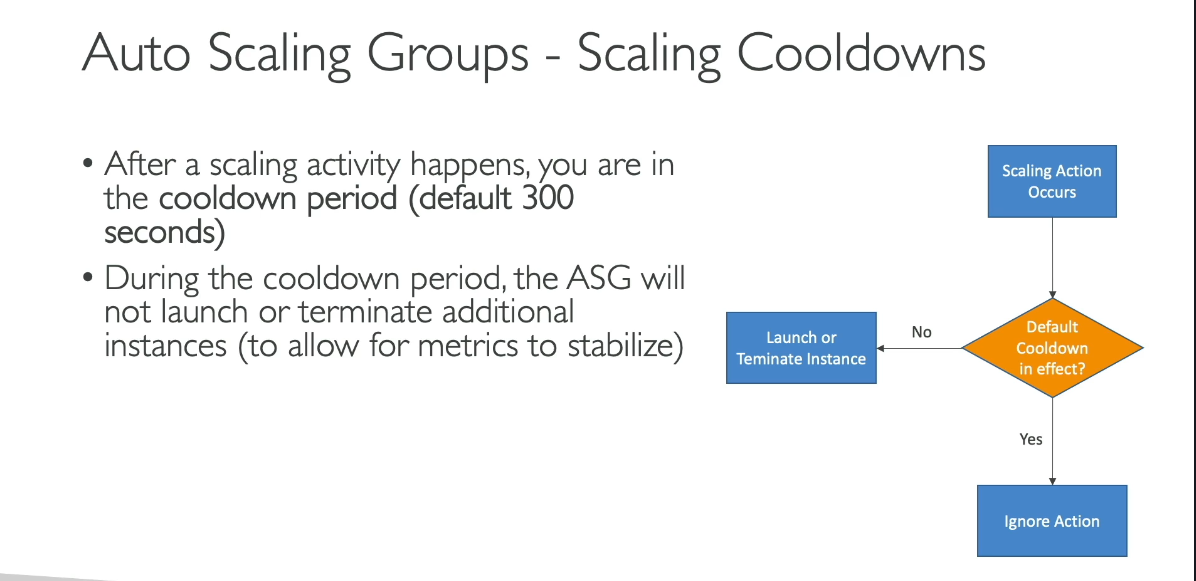 Auto Scaling Groups - Scaling Cooldowns
• After a scaling activity happens, you are in
the cooldown period (default 300
seconds)
• During the cooldown period, the ASG will
not launch or terminate additional
instances (to allow for metrics to stabilize)
Scaling Action
Occurs
Default
Cooldown
in effect?
No
Launch or
Teminate Instance
Yes
Ignore Action